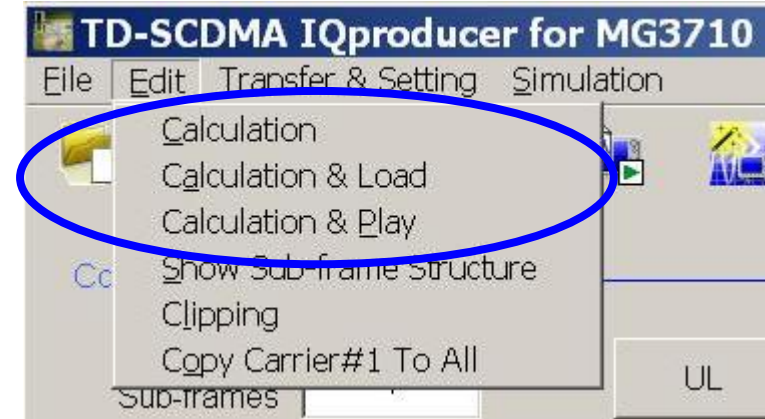 TD-SCDMA IQproducer for MG3710
File Edit Transfer & Setting Simulation
Calculation
Calculation & Load
Calculation & Play
Show Sub-frame Structure
Clipping
Copy Carrier#1 To All
Sub-frames
UL